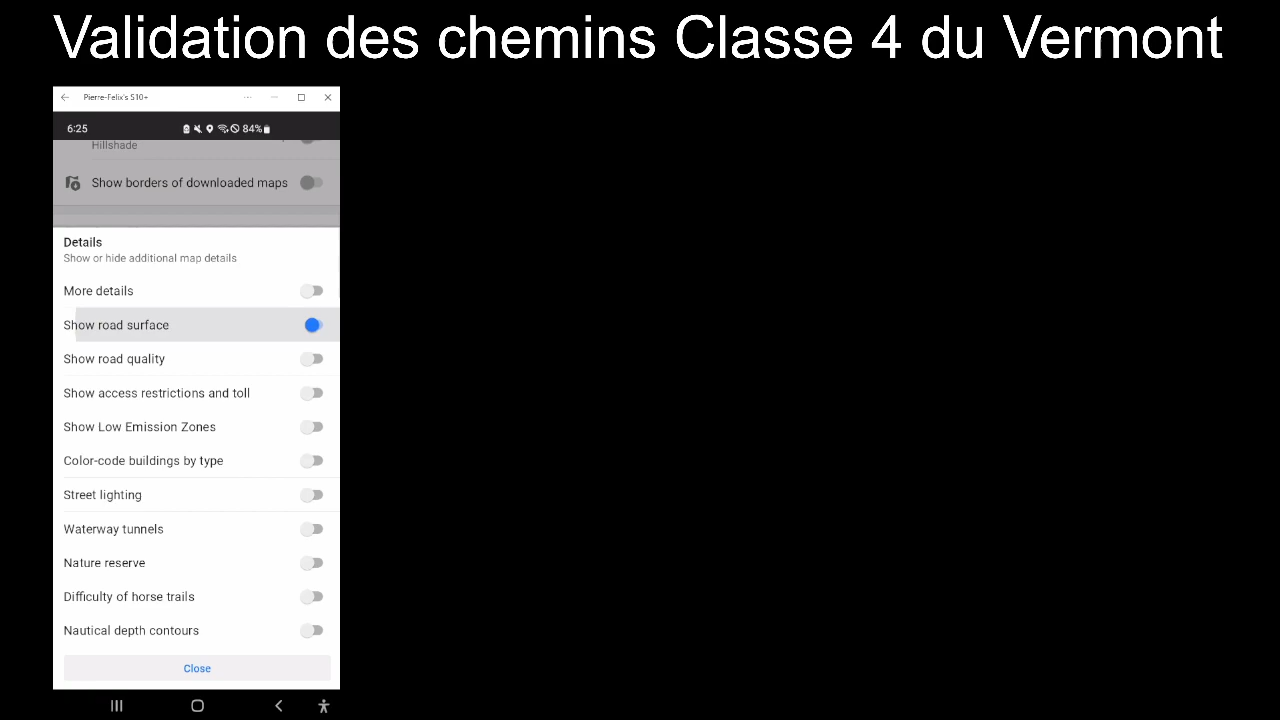 Validation des chemins Classe 4 du Vermont
Pierre-Felix's S10+
6:25
84%
Hillshade
Show borders of downloaded maps
Details
Show or hide additional map details
More details
Show road surface
Show road quality
Show access restrictions and toll
Show Low Emission Zones
Color-code buildings by type
Street lighting
Waterway tunnels
Nature reserve
Difficulty of horse trails
Nautical depth contours
Close